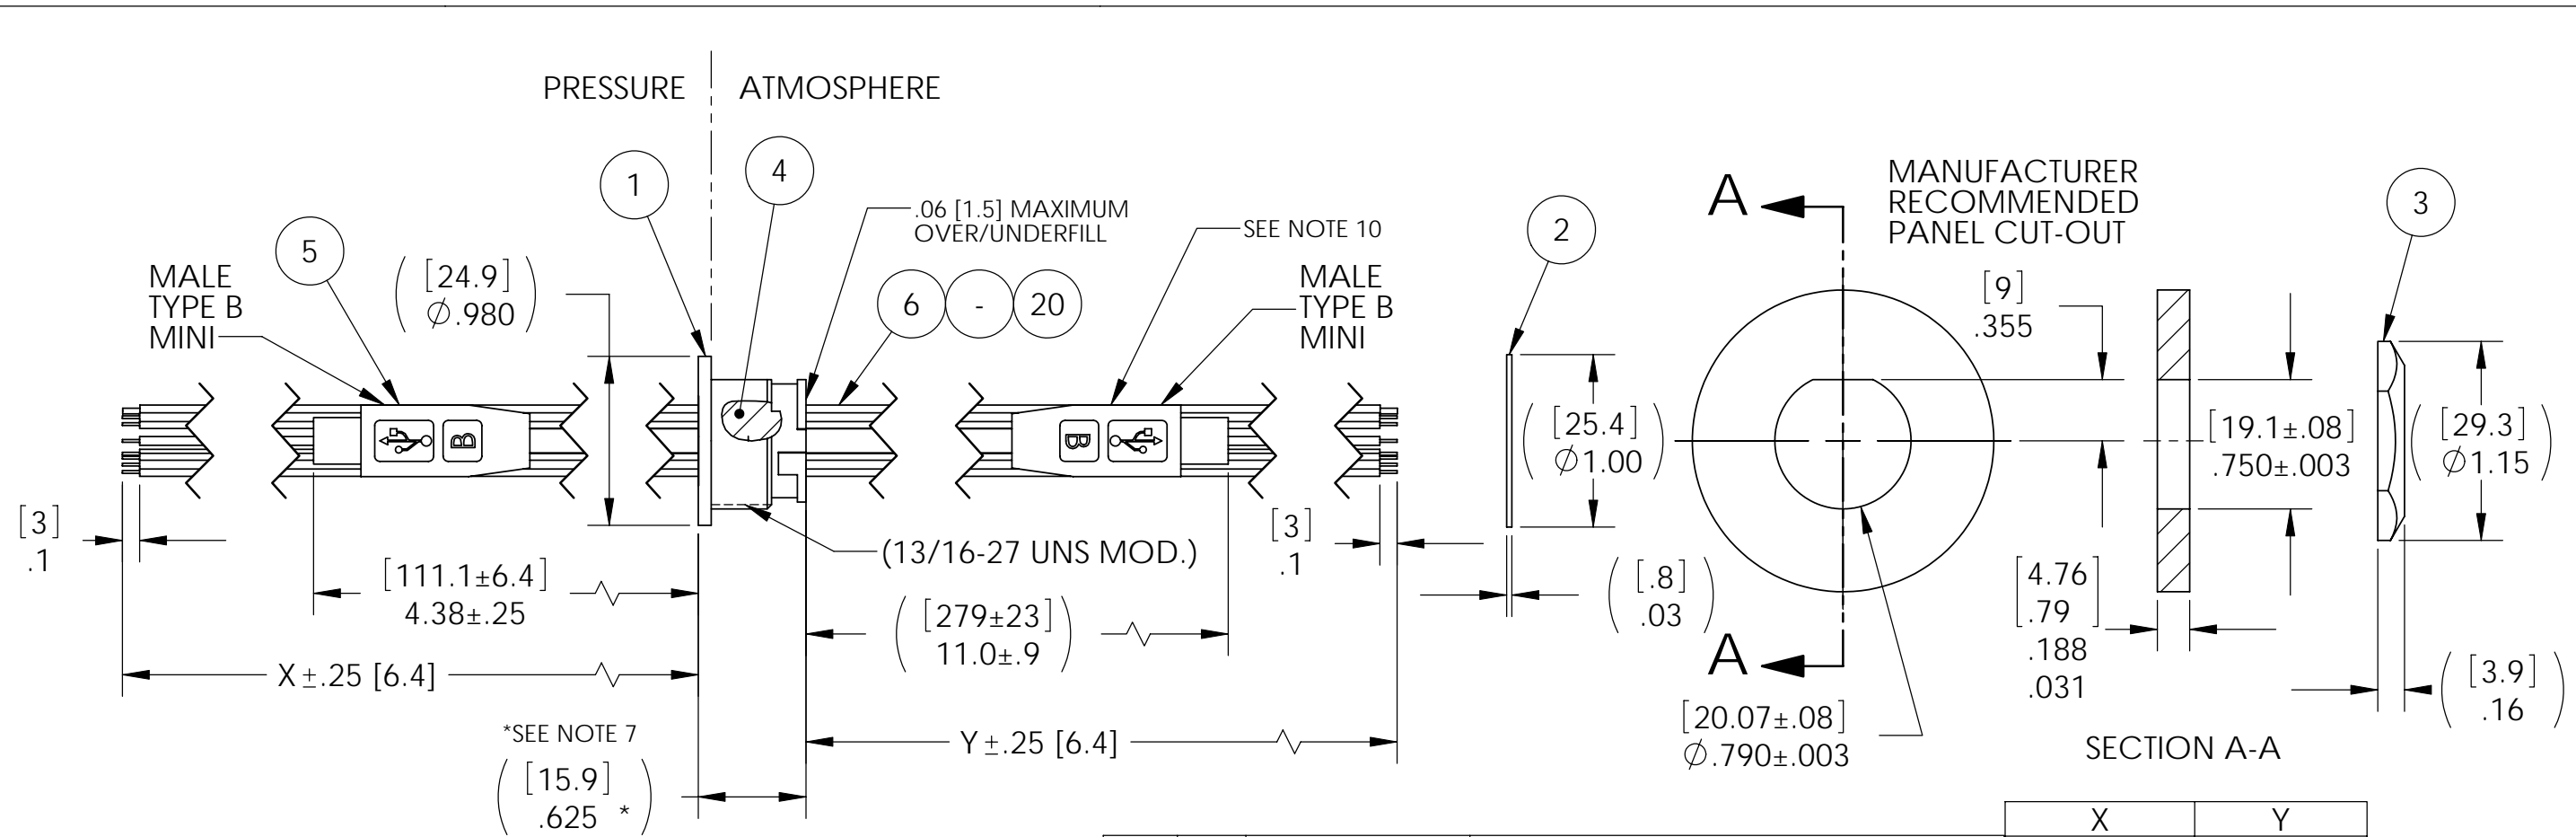 PRESSURE
ATMOSPHERE
1
4
.06 [1.5] MAXIMUM
OVER/UNDERFILL
5
MALE
TYPE B
MINI
[24.9]
Ø.980
6 - 20
SEE NOTE 10
MALE
TYPE B
MINI
B
B
[3]
.1
[111.1±6.4]
4.38±.25
X±.25 [6.4]
(13/16-27 UNS MOD.)
[279±23]
11.0±.9
[3]
.1
Y±.25 [6.4]
*SEE NOTE 7
[15.9]
.625 *
2
[25.4]
Ø1.00
[.8]
.03
A
A
MANUFACTURER
RECOMMENDED
PANEL CUT-OUT
[9]
.355
[20.07±.08]
Ø.790±.003
[19.1±.08]
.750±.003
[4.76]
[.79]
.188
.031
SECTION A-A
3
[29.3]
Ø1.15
[3.9]
.16
X
Y